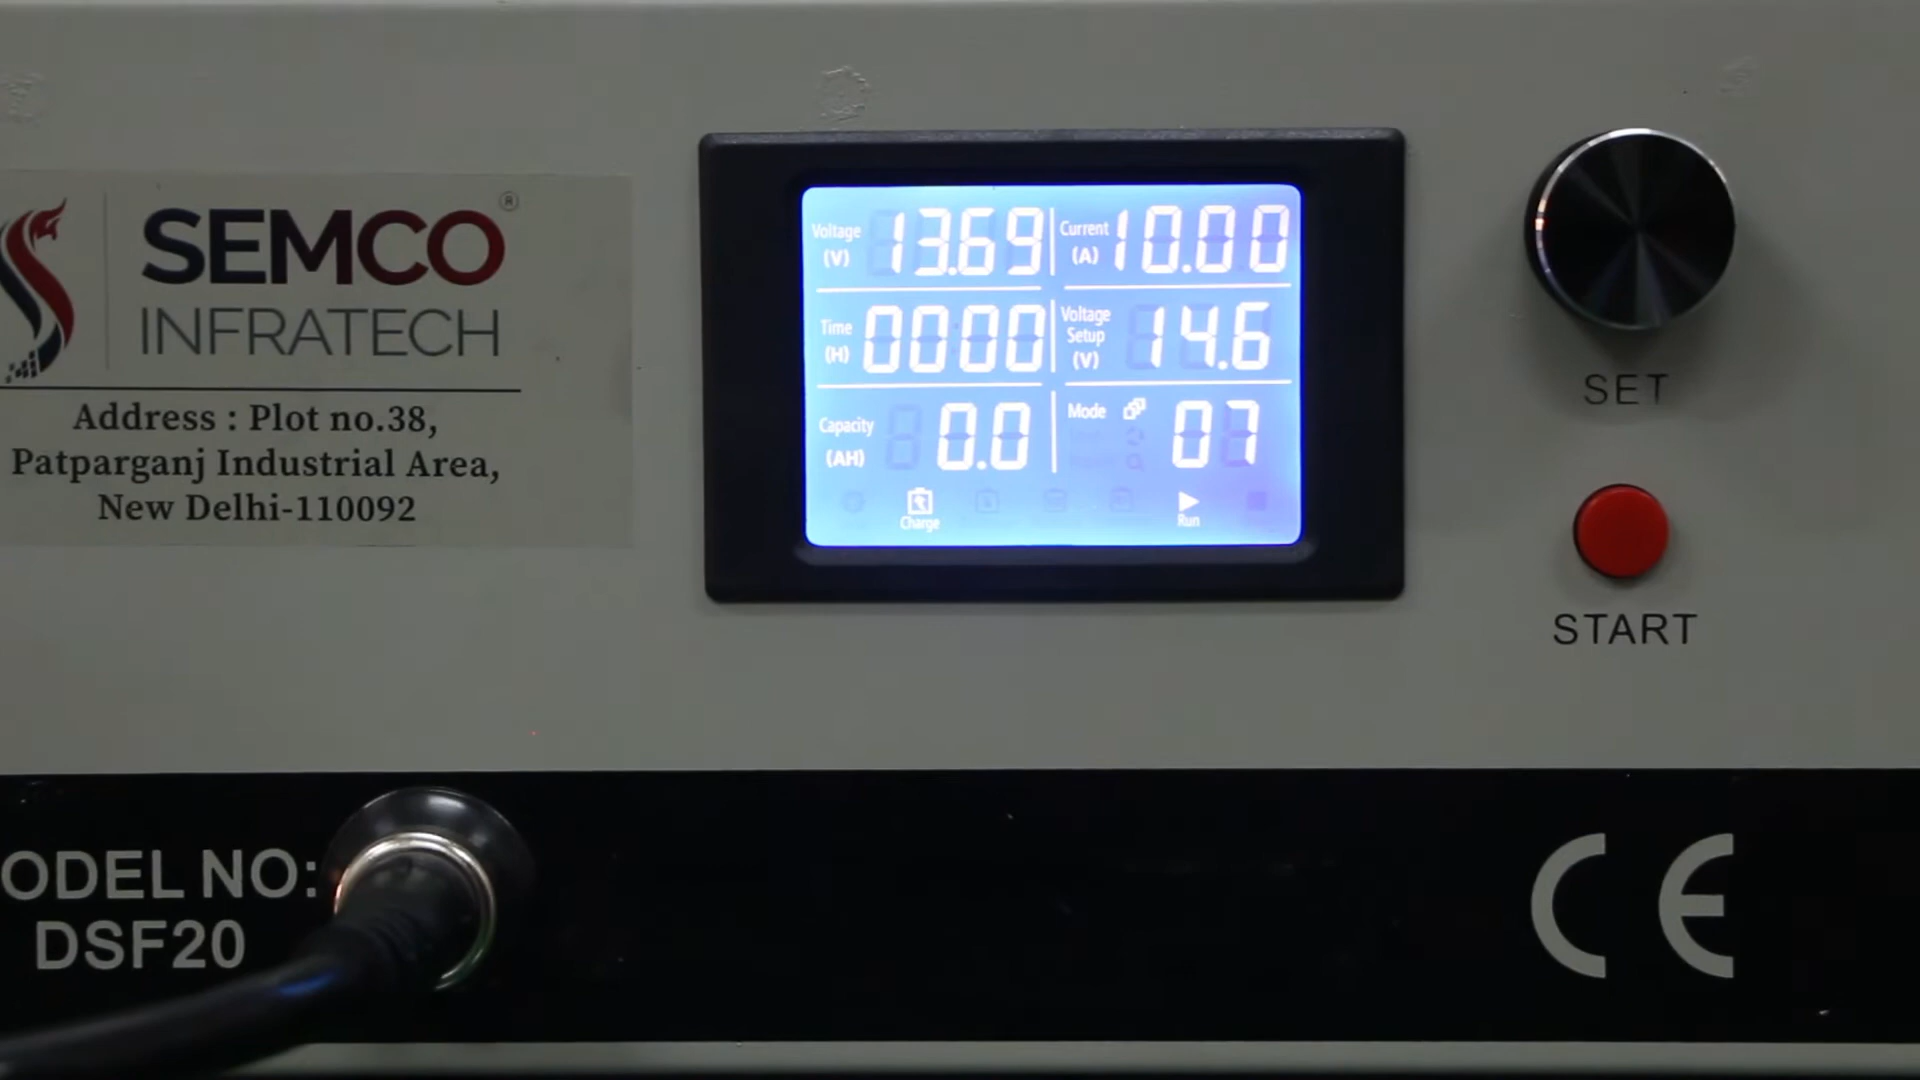 SEMCO ®
INFRATECH
Address : Plot no.38,
Patparganj Industrial Area,
New Delhi-110092
Voltage (V) 13.69
Current (A) 10.00
Time (H) 0000
Voltage Setup (V) 14.6
Capacity (AH) 0.0
Mode 07
Charge
Run
SET
START
ODEL NO:
DSF20
CE